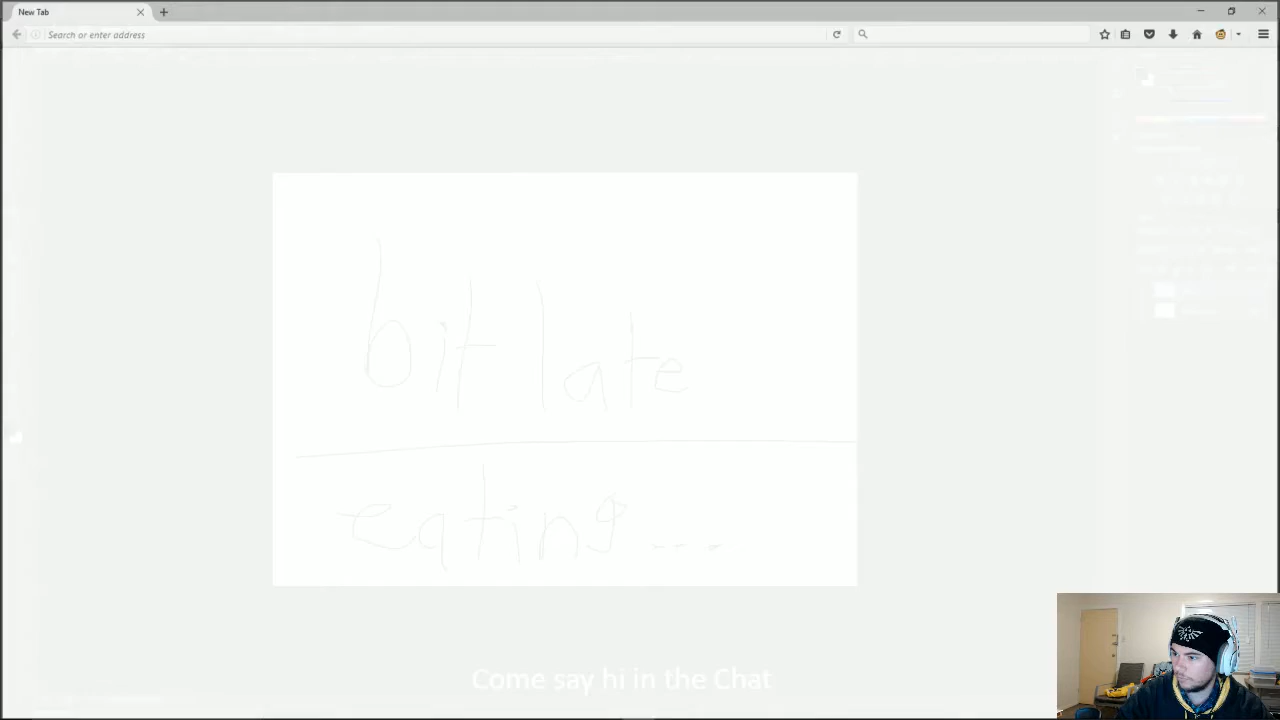 New Tab
Search or enter address
bit late
eating...
Come say hi in the Chat